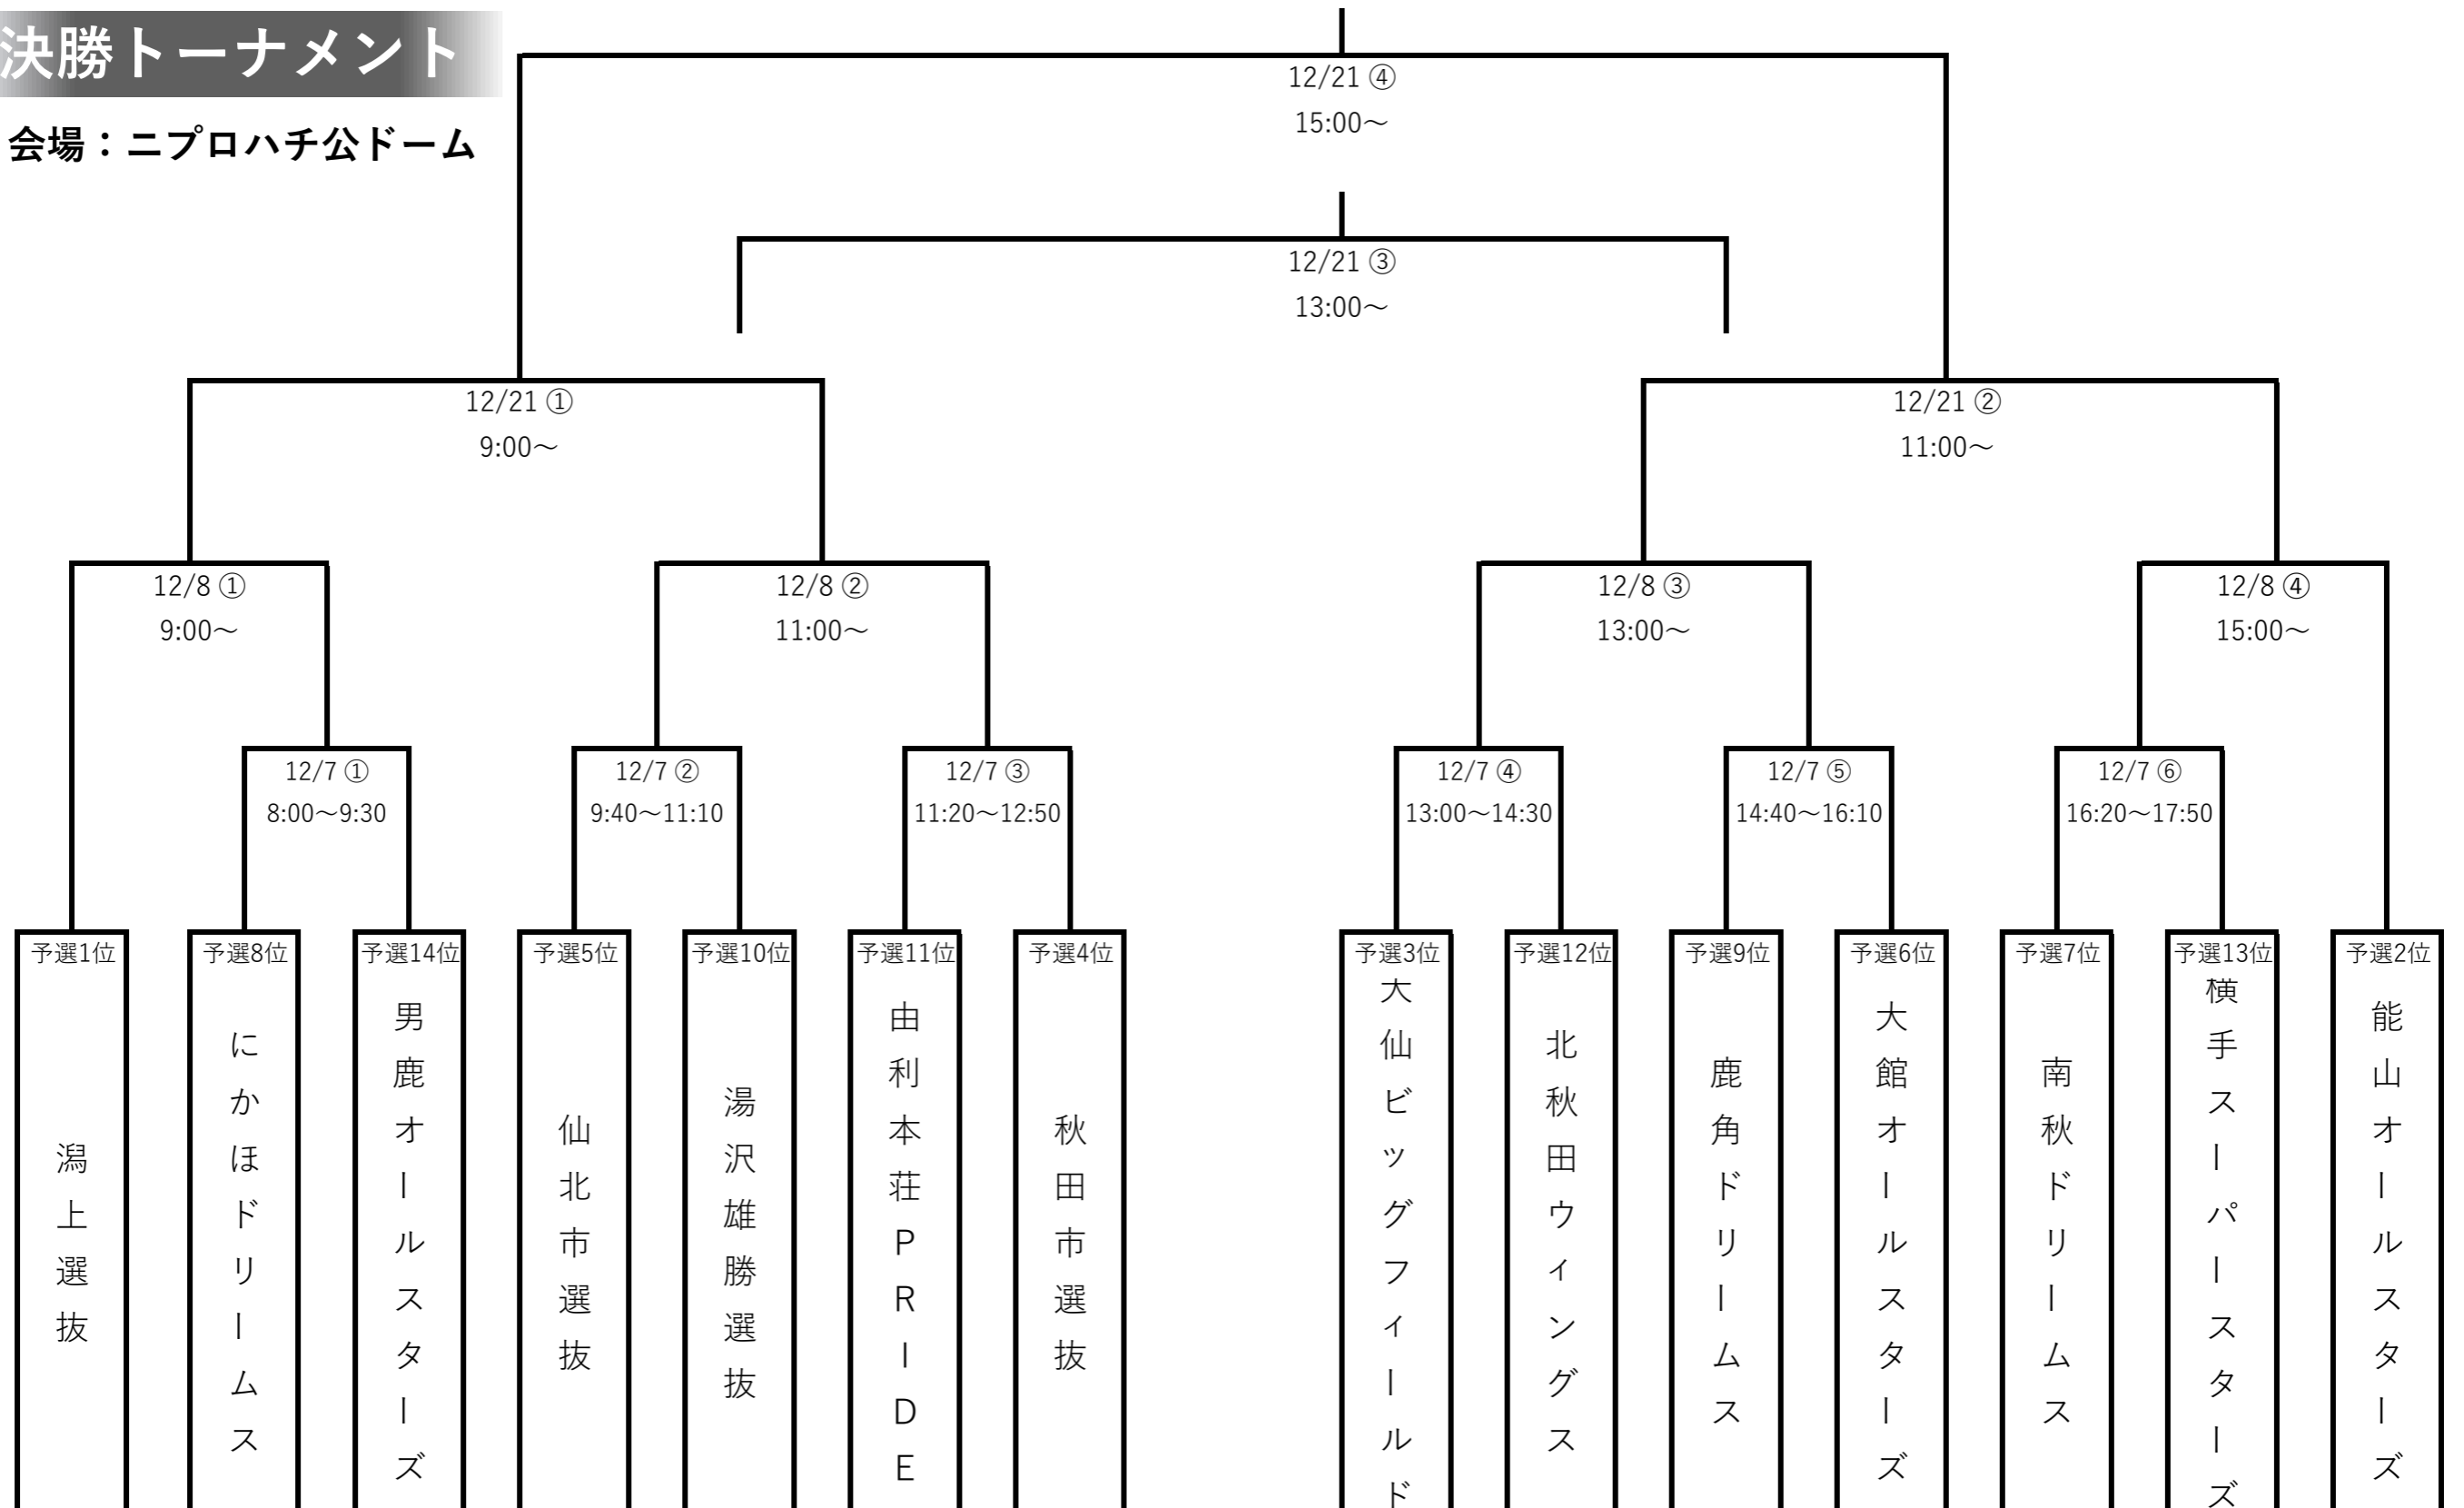 決勝トーナメント
会場：ニプロハチ公ドーム
12/21 ④
15:00～
12/21 ③
13:00～
12/21 ①
9:00～
12/21 ②
11:00～
12/8 ①
9:00～
12/8 ②
11:00～
12/8 ③
13:00～
12/8 ④
15:00～
12/7 ①
8:00～9:30
12/7 ②
9:40～11:10
12/7 ③
11:20～12:50
12/7 ④
13:00～14:30
12/7 ⑤
14:40～16:10
12/7 ⑥
16:20～17:50
予選1位
潟上選抜
予選8位
にかほドリームス
予選14位
男鹿オールスターズ
予選5位
仙北市選抜
予選10位
湯沢雄勝選抜
予選11位
由利本荘PRIDE
予選4位
秋田市選抜
予選3位
大仙ビッグフィールド
予選12位
北秋田ウィングス
予選9位
鹿角ドリームス
予選6位
大館オールスターズ
予選7位
南秋ドリームス
予選13位
横手スーパースターズ
予選2位
能山オールスターズ